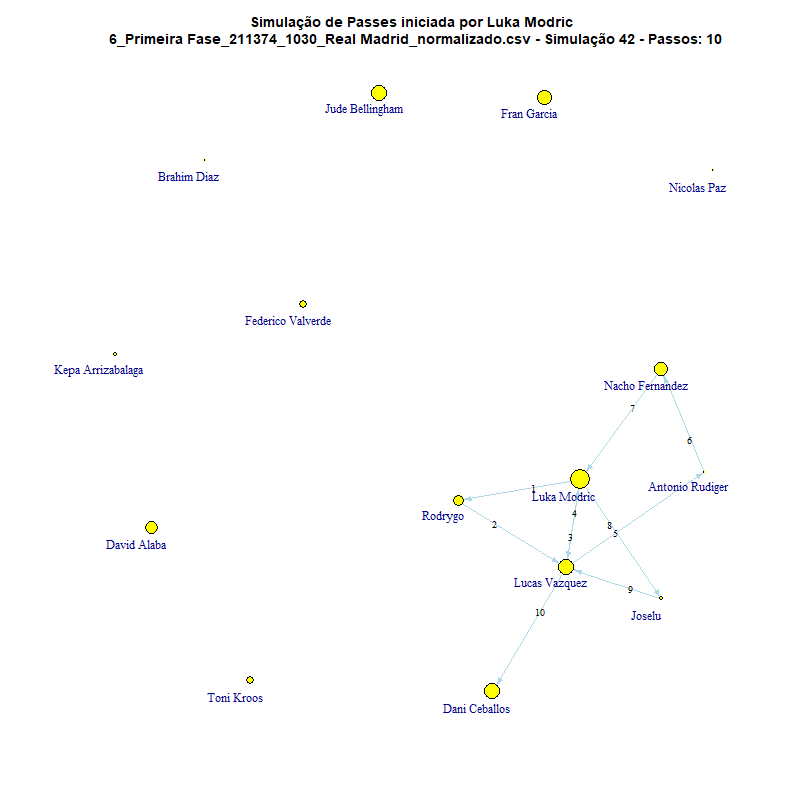 Simulação de Passes iniciada por Luka Modric
6_Primeira Fase_211374_1030_Real Madrid_normalizado.csv - Simulação 42 - Passos: 10
Jude Bellingham
Fran Garcia
Brahim Diaz
Nicolas Paz
Federico Valverde
Kepa Arrizabalaga
Nacho Fernandez
7
6
Antonio Rudiger
1
Luka Modric
Rodrygo
4
2
8
5
3
David Alaba
Lucas Vazquez
9
10
Joselu
Toni Kroos
Dani Ceballos